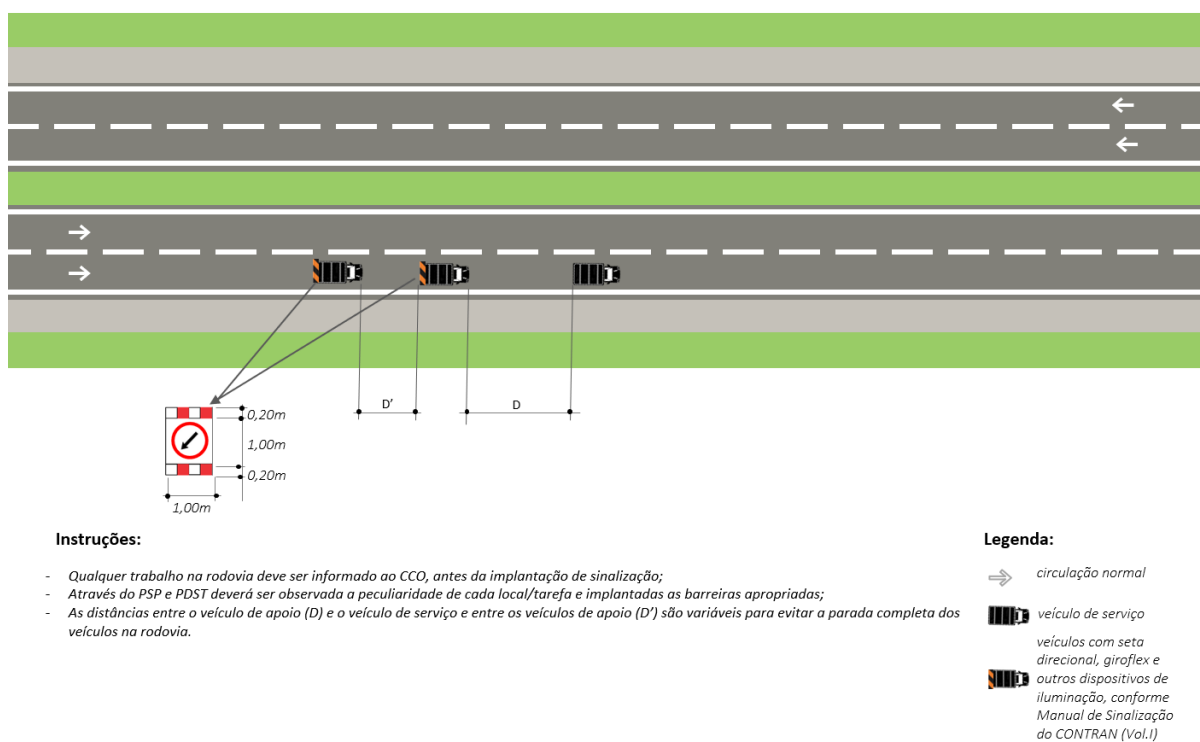 D’
D
0,20m
1,00m
0,20m
1,00m
Instruções:
- Qualquer trabalho na rodovia deve ser informado ao CCO, antes da implantação de sinalização;
- Através do PSP e PDST deverá ser observada a peculiaridade de cada local/tarefa e implantadas as barreiras apropriadas;
- As distâncias entre o veículo de apoio (D) e o veículo de serviço e entre os veículos de apoio (D’) são variáveis para evitar a parada completa dos
veículos na rodovia.
Legenda:
circulação normal
veículo de serviço
veículos com seta
direcional, giroflex e
outros dispositivos de
iluminação, conforme
Manual de Sinalização
do CONTRAN (Vol.I)